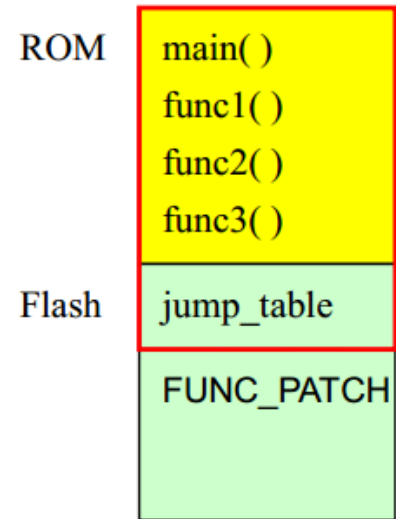 ROM main( )
func1( )
func2( )
func3( )
Flash jump_table
FUNC_PATCH